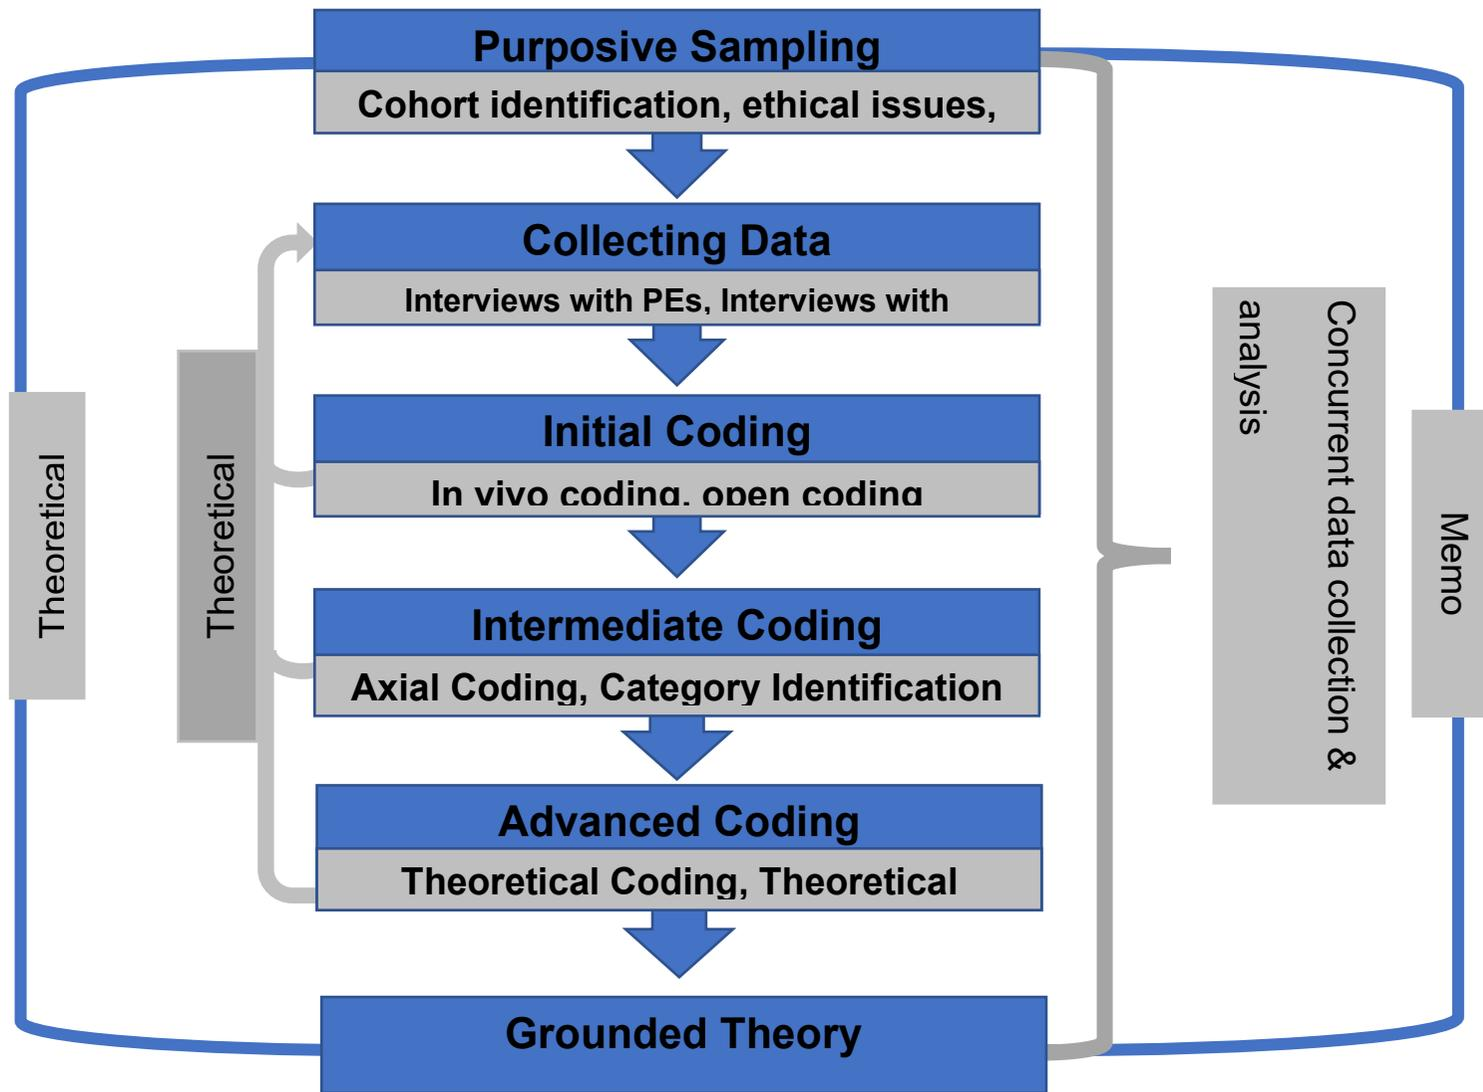 Purposive Sampling
Cohort identification, ethical issues,
Collecting Data
Interviews with PEs, Interviews with
Initial Coding
In vivo coding, open coding
Intermediate Coding
Axial Coding, Category Identification
Advanced Coding
Theoretical Coding, Theoretical
Grounded Theory
Theoretical
Theoretical
Concurrent data collection &
analysis
Memo